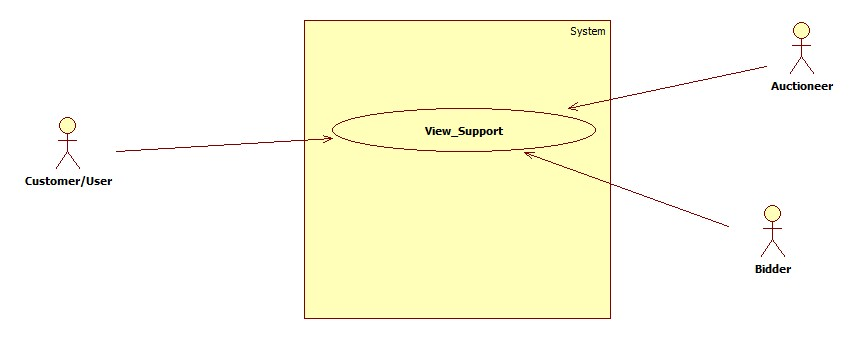 System
Auctioneer
View_Support
Customer/User
Bidder